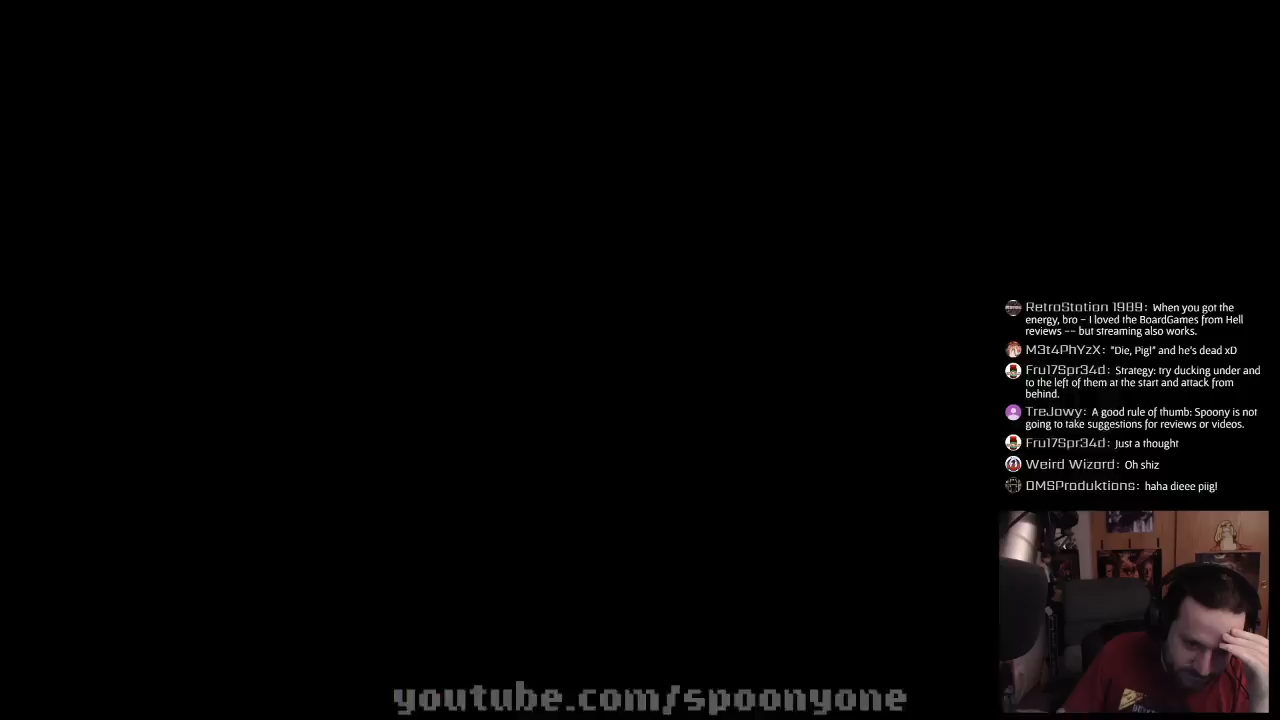 RetroStation 1989: When you got the
energy, bro - I loved the BoardGames from Hell
reviews -- but streaming also works.
M3t4PhYzX: "Die, Pig!" and he's dead xD
Fru17Spr34d: Strategy: try ducking under and
to the left of them at the start and attack from
behind.
TreJowy: A good rule of thumb: Spoony is not
going to take suggestions for reviews or videos.
Fru17Spr34d: Just a thought
Weird Wizard: Oh shiz
DMSProduktions: haha dieee piig!
youtube.com/spoonyone